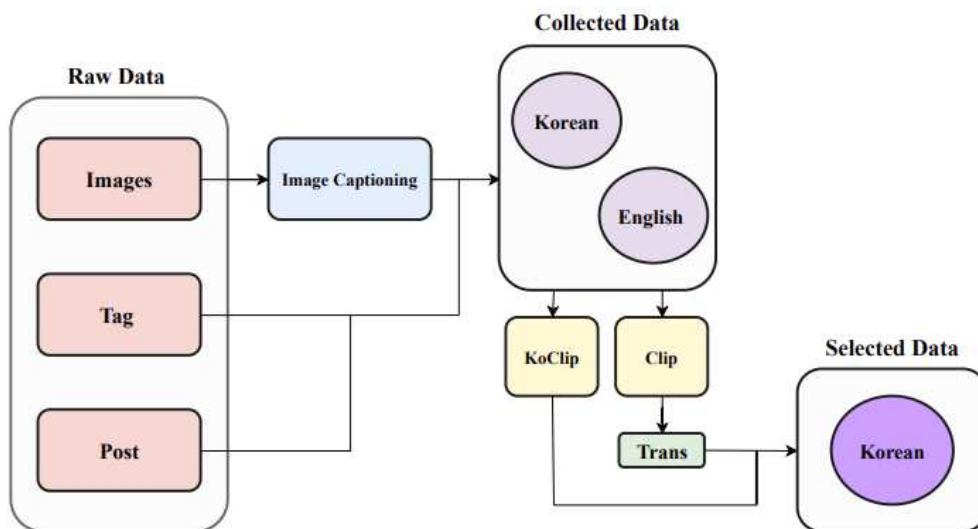 Raw Data
Images
Tag
Post
Image Captioning
Collected Data
Korean
English
KoClip
Clip
Trans
Selected Data
Korean